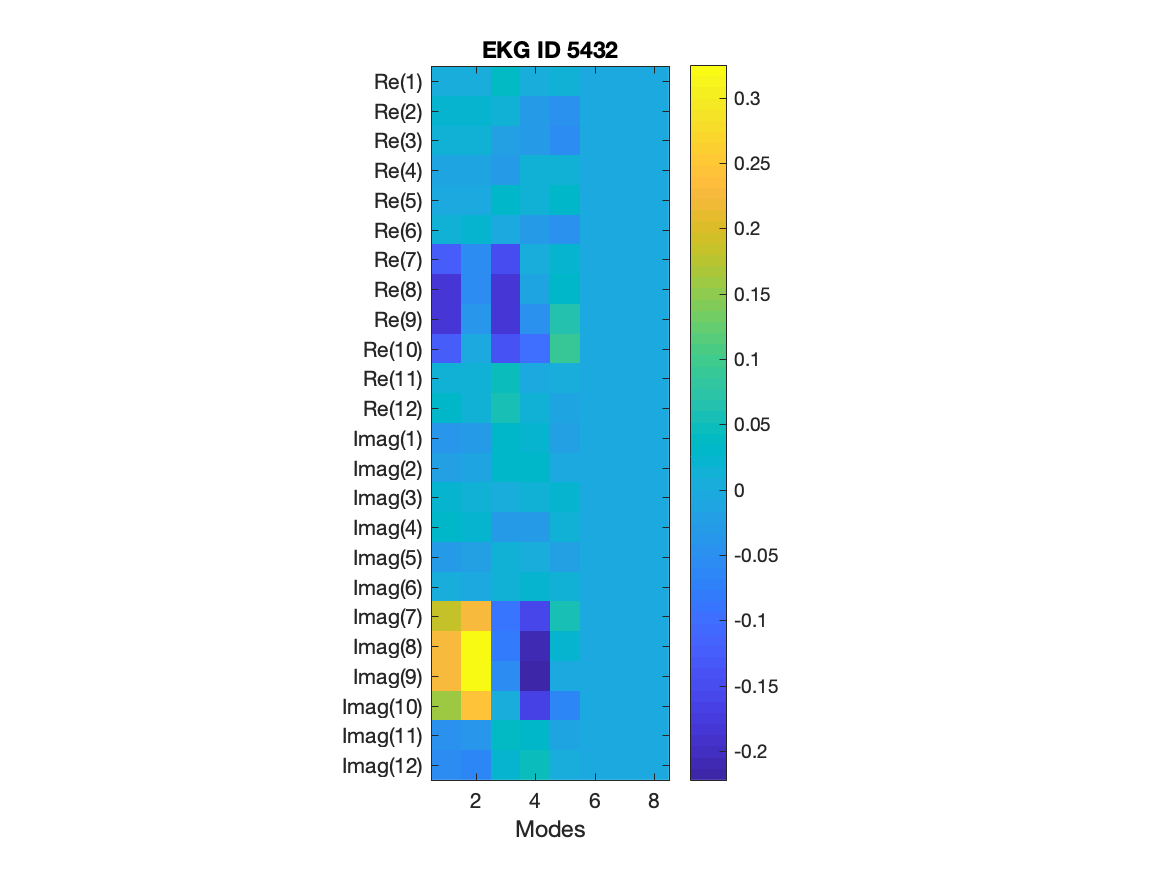 EKG ID 5432
Re(1)
Re(2)
Re(3)
Re(4)
Re(5)
Re(6)
Re(7)
Re(8)
Re(9)
Re(10)
Re(11)
Re(12)
Imag(1)
Imag(2)
Imag(3)
Imag(4)
Imag(5)
Imag(6)
Imag(7)
Imag(8)
Imag(9)
Imag(10)
Imag(11)
Imag(12)
2 4 6 8
Modes
0.3
0.25
0.2
0.15
0.1
0.05
0
-0.05
-0.1
-0.15
-0.2